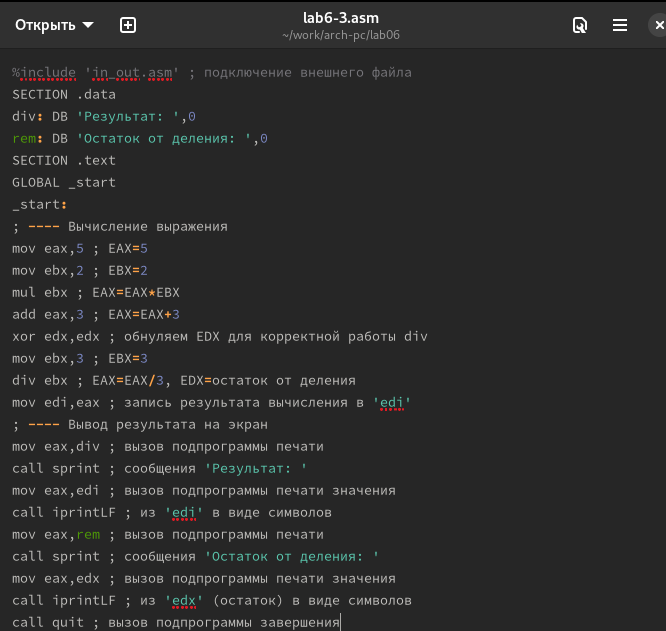 Открыть
lab6-3.asm
~/work/arch-pc/lab06
%include 'in_out.asm' ; подключение внешнего файла
SECTION .data
div: DB 'Результат: ',0
rem: DB 'Остаток от деления: ',0
SECTION .text
GLOBAL _start
_start:
; ---- Вычисление выражения
mov eax,5 ; EAX=5
mov ebx,2 ; EBX=2
mul ebx ; EAX=EAX*EBX
add eax,3 ; EAX=EAX+3
xor edx,edx ; обнуляем EDX для корректной работы div
mov ebx,3 ; EBX=3
div ebx ; EAX=EAX/3, EDX=остаток от деления
mov edi,eax ; запись результата вычисления в 'edi'
; ---- Вывод результата на экран
mov eax,div ; вызов подпрограммы печати
call sprint ; сообщения 'Результат: '
mov eax,edi ; вызов подпрограммы печати значения
call iprintLF ; из 'edi' в виде символов
mov eax,rem ; вызов подпрограммы печати
call sprint ; сообщения 'Остаток от деления: '
mov eax,edx ; вызов подпрограммы печати значения
call iprintLF ; из 'edx' (остаток) в виде символов
call quit ; вызов подпрограммы завершения